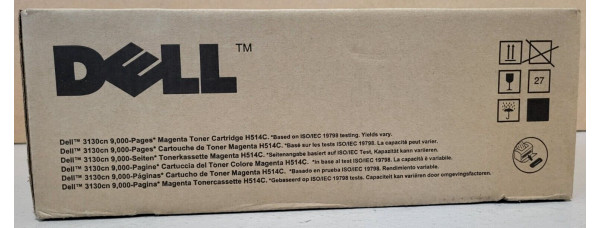 DELL™
27
Dell™ 3130cn 9,000-Pages* Magenta Toner Cartridge H514C. *Based on ISO/IEC 19798 testing. Yields vary.
Dell™ 3130cn 9,000-Pages* Cartouche de Toner Magenta H514C. *Basé sur les tests ISO/IEC 19798. La capacité peut varier.
Dell™ 3130cn 9,000-Seiten* Tonerkassette Magenta H514C. *Seitenangabe basiert auf ISO/IEC Test, Kapazität kann variieren.
Dell™ 3130cn 9,000-Pagine* Cartuccia del Toner Colore Magenta H514C. *In base al test ISO/IEC 19798. La capacità è variabile.
Dell™ 3130cn 9,000-Páginas* Cartucho de Toner Magenta H514C. *Basado en prueba ISO/IEC 19798. Rendimiento variable.
Dell™ 3130cn 9,000-Pagina* Magenta Tonercassette H514C. *Gebaseerd op ISO/IEC 19798 tests. Capaciteit kan variëren door omgevingsfactoren.